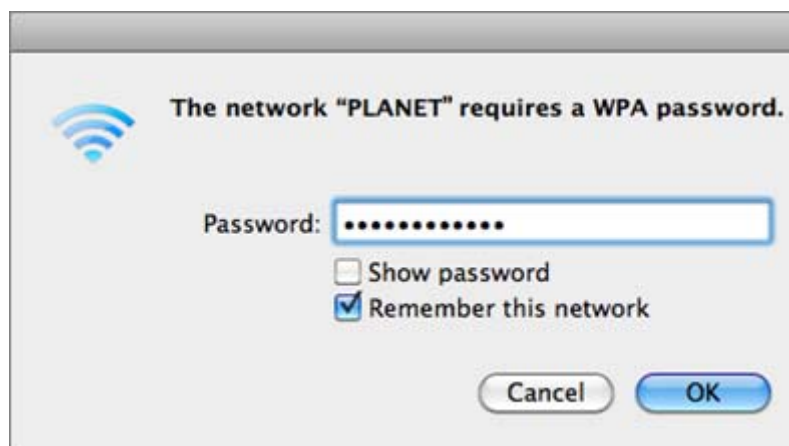 The network “PLANET” requires a WPA password.
Password: ••••••••••••
Show password
Remember this network
Cancel OK